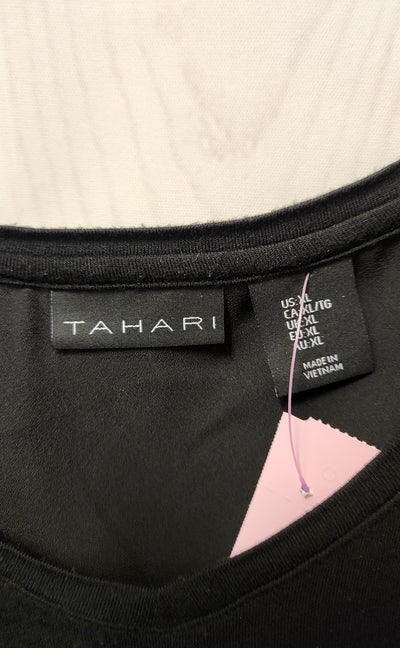 TAHARI
US:XL
CA:XL/TG
UK:XL
EU:XL
AU:XL
MADE IN
VIETNAM